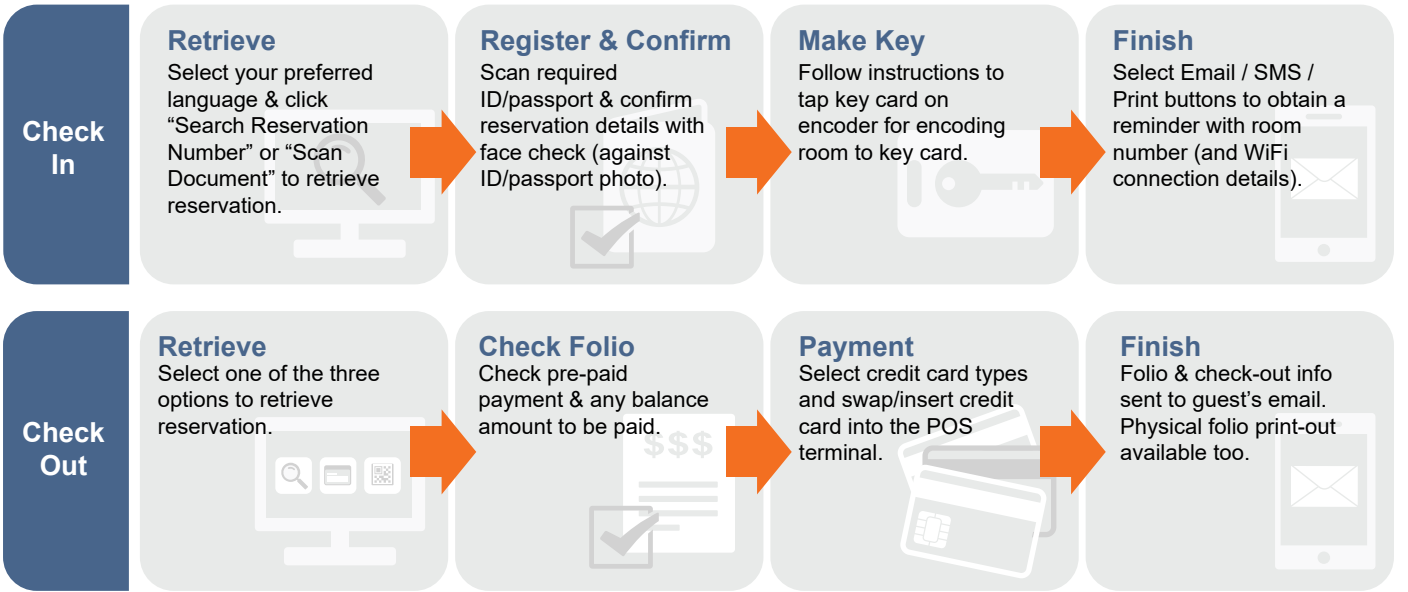 Check
In
Retrieve
Select your preferred
language & click
“Search Reservation
Number” or “Scan
Document” to retrieve
reservation.
Register & Confirm
Scan required
ID/passport & confirm
reservation details with
face check (against
ID/passport photo).
Make Key
Follow instructions to
tap key card on
encoder for encoding
room to key card.
Finish
Select Email / SMS /
Print buttons to obtain a
reminder with room
number (and WiFi
connection details).
Check
Out
Retrieve
Select one of the three
options to retrieve
reservation.
Check Folio
Check pre-paid
payment & any balance
amount to be paid.
$$$
Payment
Select credit card types
and swap/insert credit
card into the POS
terminal.
Finish
Folio & check-out info
sent to guest’s email.
Physical folio print-out
available too.